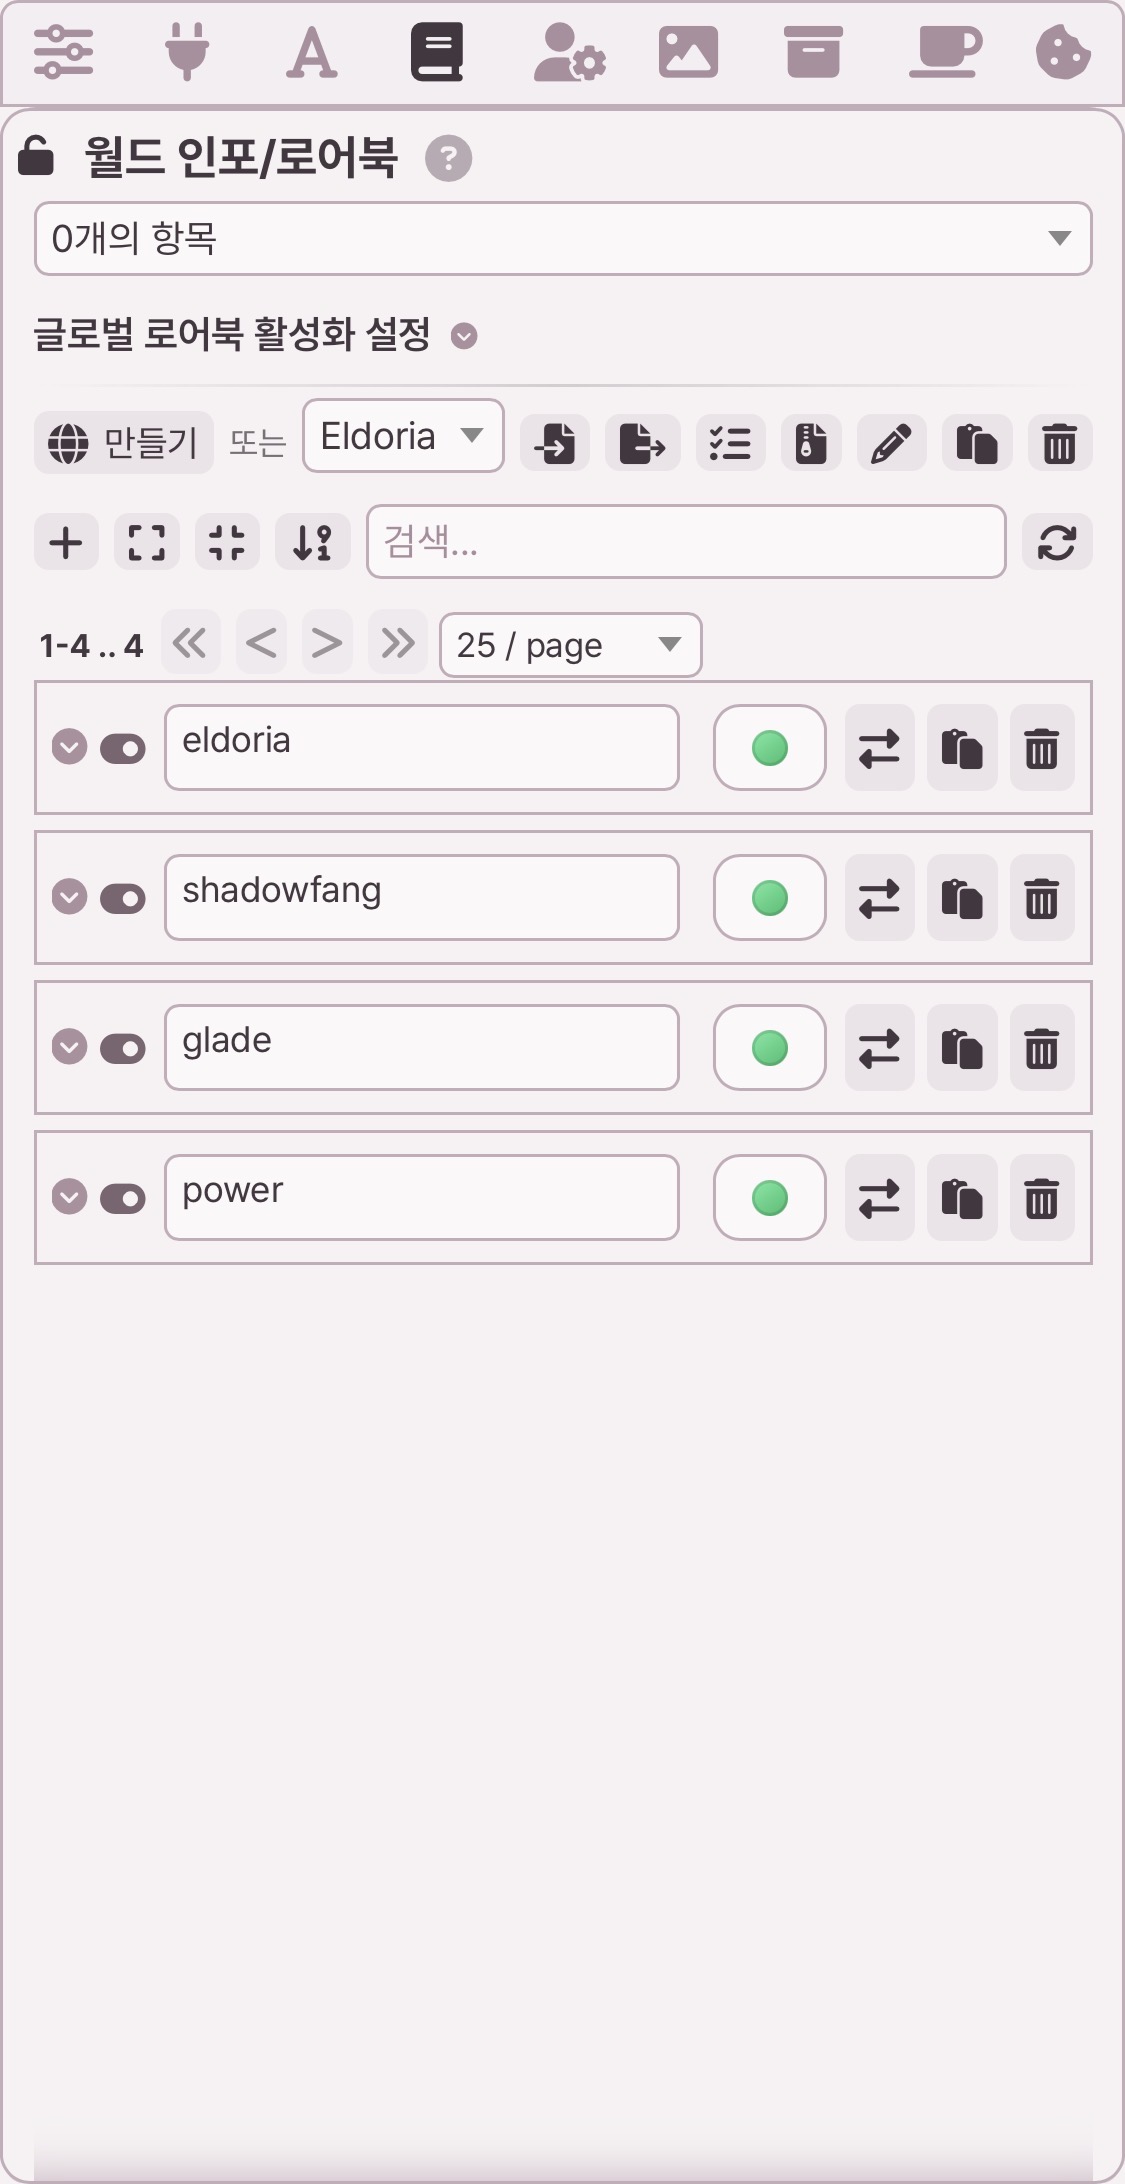 월드 인포/로어북 ?
0개의 항목
글로벌 로어북 활성화 설정
만들기 또는 Eldoria
검색...
1-4 .. 4 25 / page
eldoria
shadowfang
glade
power